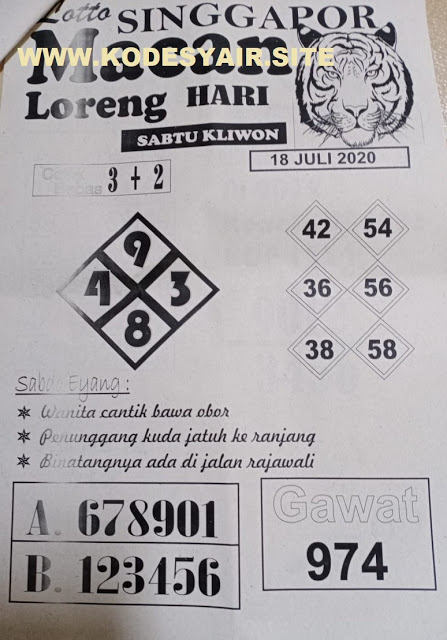 Lotto SINGGAPOR
WWW.KODESYAIR.SITE
Macan
Loreng HARI
SABTU KLIWON
18 JULI 2020
Colok Bebas 3 + 2
9
4 3
8
42 54
36 56
38 58
Sabda Eyang :
Wanita cantik bawa obor
Penunggang kuda jatuh ke ranjang
Binatangnya ada di jalan rajawali
A. 678901
B. 123456
Gawat
974